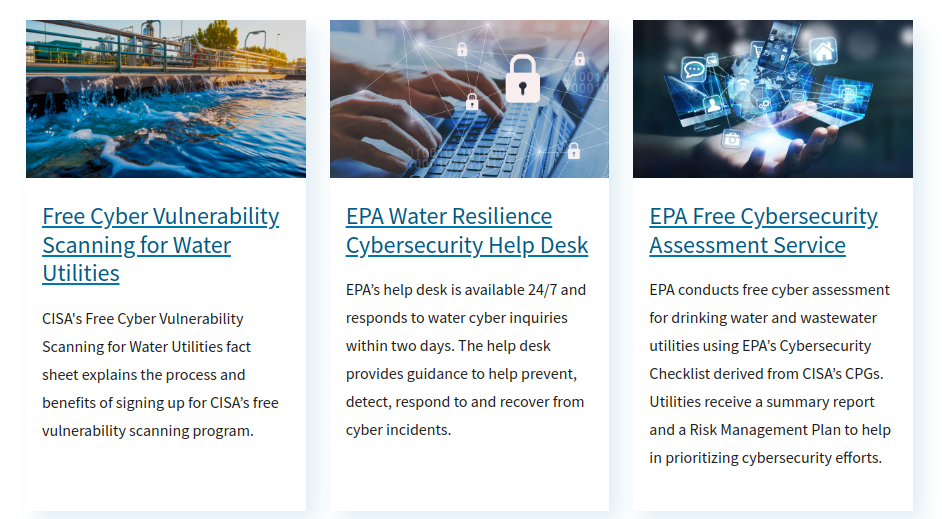 Free Cyber Vulnerability
Scanning for Water
Utilities
CISA's Free Cyber Vulnerability
Scanning for Water Utilities fact
sheet explains the process and
benefits of signing up for CISA’s free
vulnerability scanning program.
EPA Water Resilience
Cybersecurity Help Desk
EPA’s help desk is available 24/7 and
responds to water cyber inquiries
within two days. The help desk
provides guidance to help prevent,
detect, respond to and recover from
cyber incidents.
EPA Free Cybersecurity
Assessment Service
EPA conducts free cyber assessment
for drinking water and wastewater
utilities using EPA’s Cybersecurity
Checklist derived from CISA’s CPGs.
Utilities receive a summary report
and a Risk Management Plan to help
in prioritizing cybersecurity efforts.